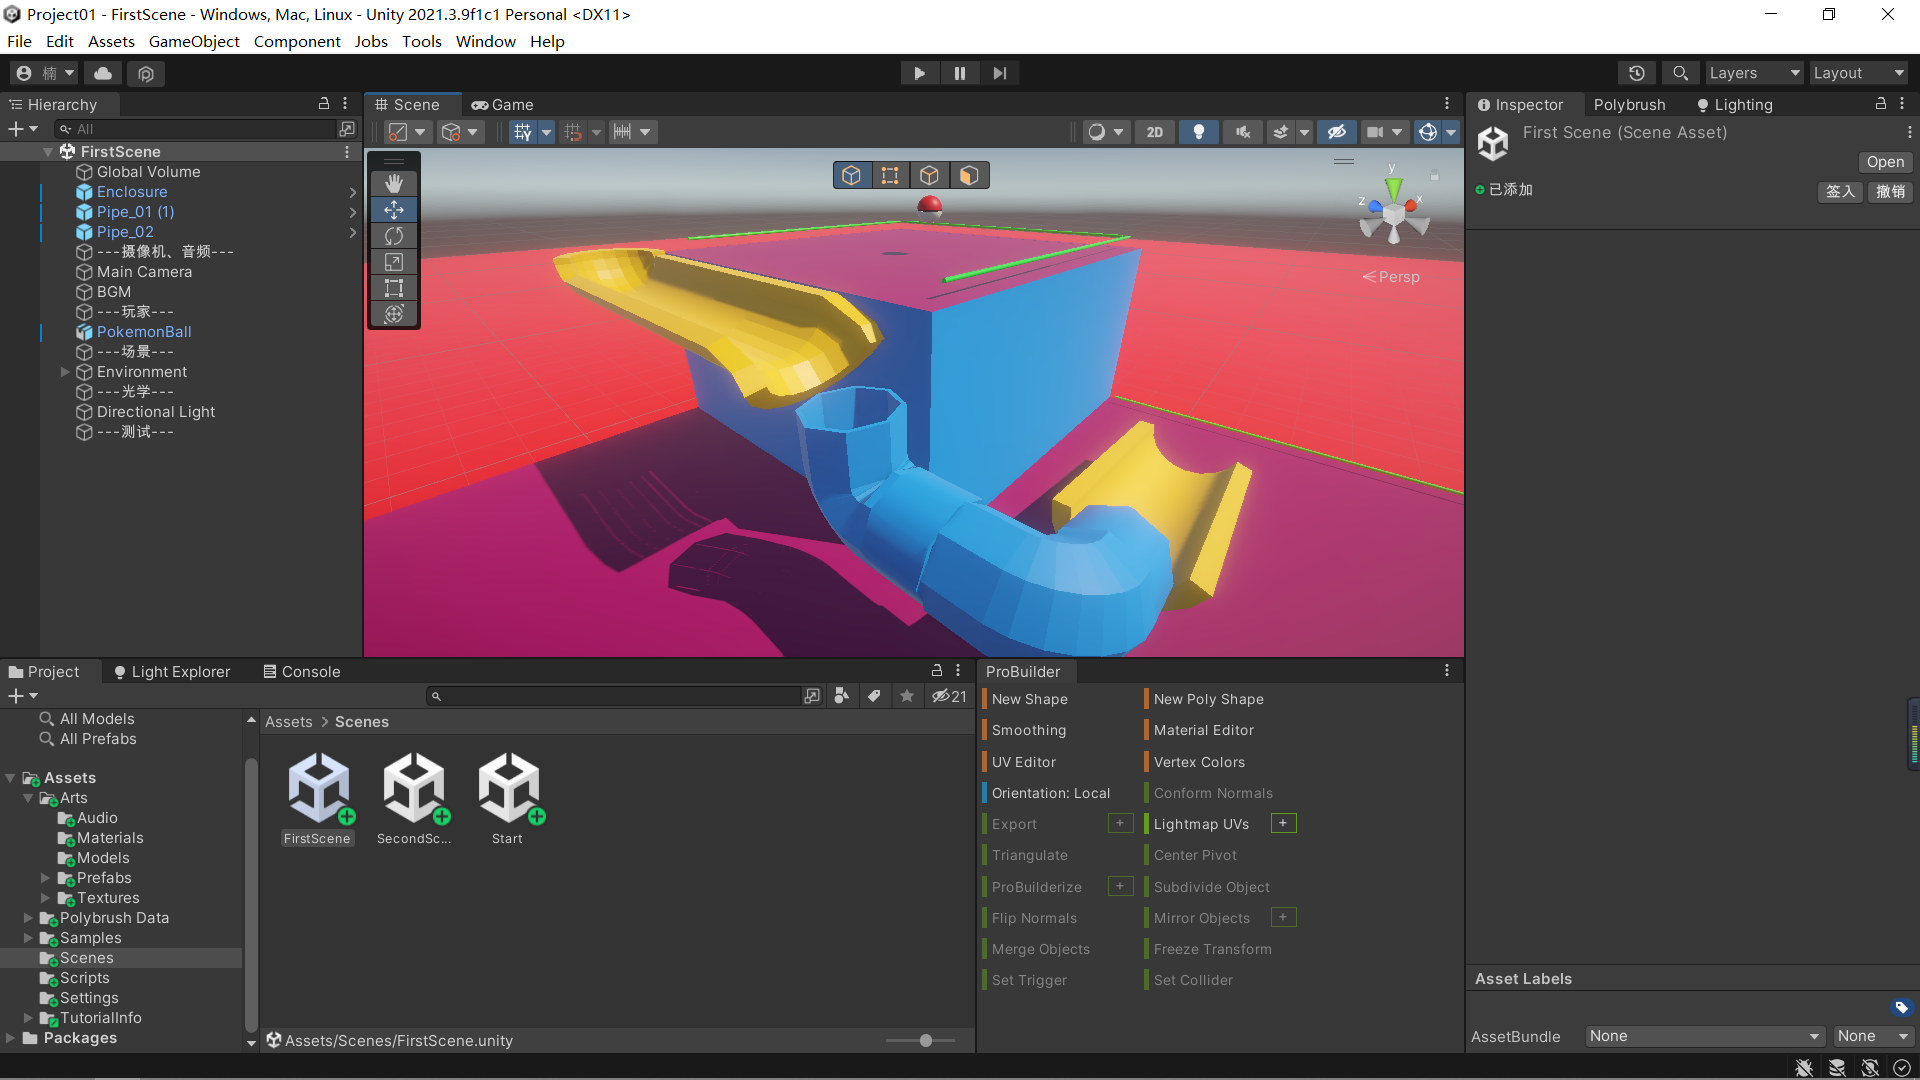 Project01 - FirstScene - Windows, Mac, Linux - Unity 2021.3.9f1c1 Personal <DX11>
File Edit Assets GameObject Component Jobs Tools Window Help
楠 Layers Layout
Hierarchy
All
FirstScene
Global Volume
Enclosure
Pipe_01 (1)
Pipe_02
---摄像机、音频---
Main Camera
BGM
---玩家---
PokemonBall
---场景---
Environment
---光学---
Directional Light
---测试---
Scene Game
2D
y
z x
Persp
Inspector Polybrush Lighting
First Scene (Scene Asset)
Open
已添加 签入 撤销
Project Light Explorer Console
21
All Models
All Prefabs
Assets
Arts
Audio
Materials
Models
Prefabs
Textures
Polybrush Data
Samples
Scenes
Scripts
Settings
TutorialInfo
Packages
Assets > Scenes
FirstScene SecondSc... Start
Assets/Scenes/FirstScene.unity
ProBuilder
New Shape New Poly Shape
Smoothing Material Editor
UV Editor Vertex Colors
Orientation: Local Conform Normals
Export + Lightmap UVs +
Triangulate Center Pivot
ProBuilderize + Subdivide Object
Flip Normals Mirror Objects +
Merge Objects Freeze Transform
Set Trigger Set Collider
Asset Labels
AssetBundle None None